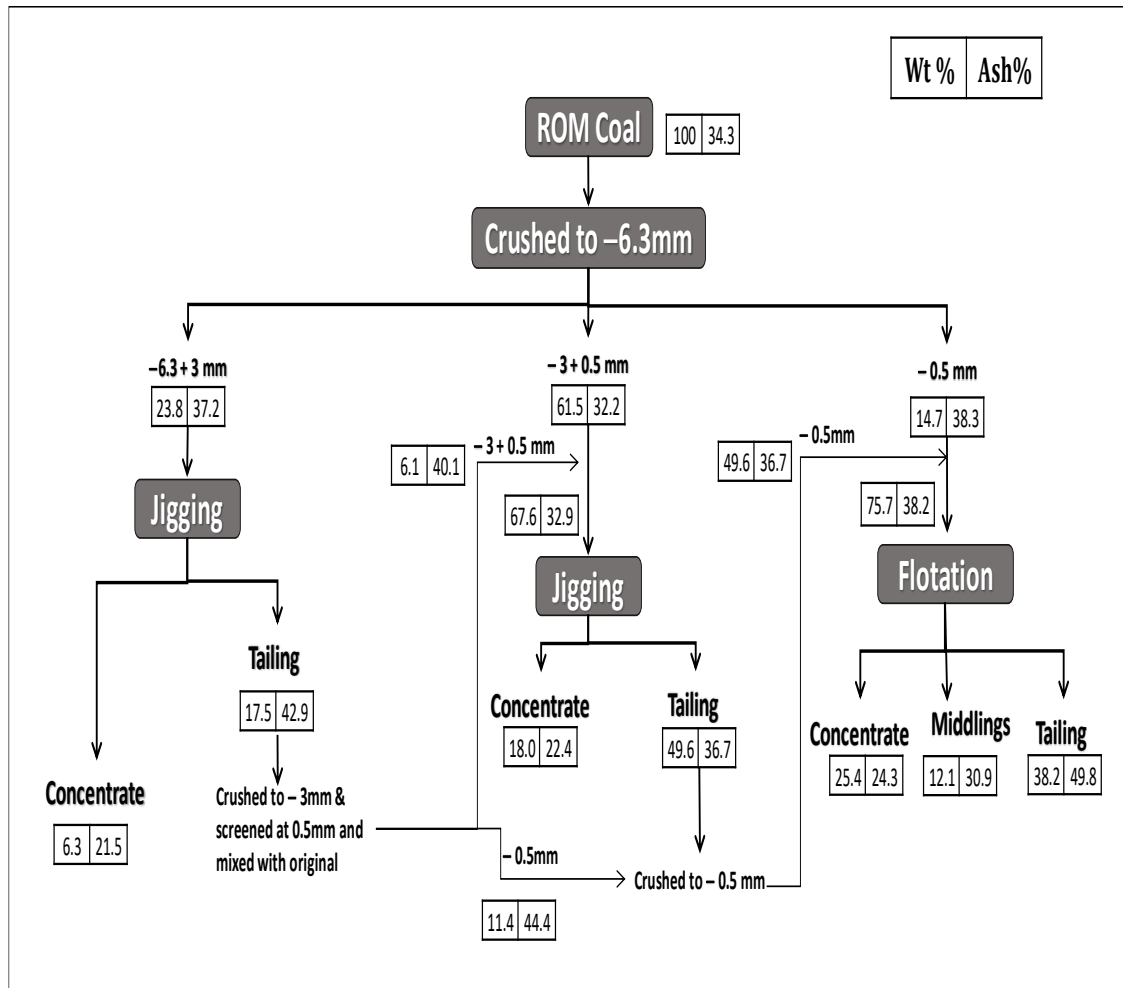 Wt % Ash%
ROM Coal
100 34.3
Crushed to –6.3mm
–6.3 + 3 mm
23.8 37.2
– 3 + 0.5 mm
61.5 32.2
– 0.5 mm
14.7 38.3
6.1 40.1
– 3 + 0.5 mm
49.6 36.7
– 0.5mm
Jigging
67.6 32.9
75.7 38.2
Jigging
Flotation
Tailing
17.5 42.9
Concentrate
18.0 22.4
Tailing
49.6 36.7
Concentrate
25.4 24.3
Middlings
12.1 30.9
Tailing
38.2 49.8
Concentrate
6.3 21.5
Crushed to – 3mm &
screened at 0.5mm and
mixed with original
– 0.5mm
11.4 44.4
Crushed to – 0.5 mm